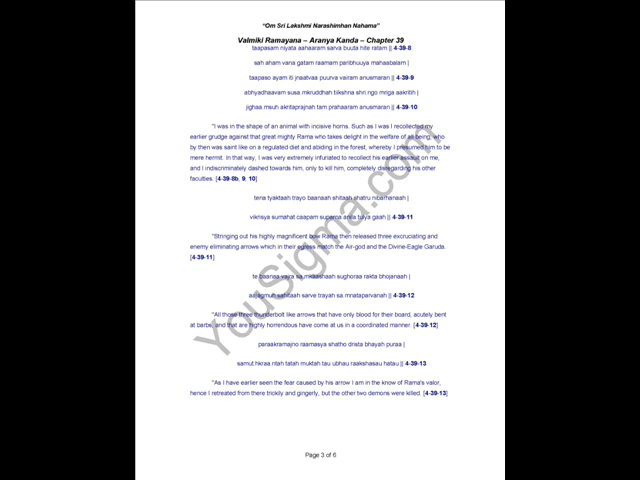 "Om Sri Lakshmi Narashimhan Nahama"
Valmiki Ramayana – Aranya Kanda – Chapter 39
taapasam niyata aahaaram sarva buuta hite ratam || 4-39-8
sah aham vana gatam raamam paribhuuya mahaabalam |
taapaso ayam iti jnaatvaa puurva vairam anusmaran || 4-39-9
abhyadhaavam susa mkruddhah tiikshna shri ngo mriga aakritih |
jighaa msuh akritaprajnah tam prahaaram anusmaran || 4-39-10
"I was in the shape of an animal with incisive horns. Such as I was I recollected my
earlier grudge against that great mighty Rama who takes delight in the welfare of all being, who
by then was saint like on a regulated diet and abiding in the forest, whereby I presumed him to be
mere hermit. In that way, I was very extremely infuriated to recollect his earlier assault on me,
and I indiscriminately dashed towards him, only to kill him, completely disregarding his other
faculties. [4-39-8b, 9, 10]
tena tyaktaah trayo baanaah shitaah shatru nibarhanaah |
vikrisya sumahat caapam suparna anila tulya gaah || 4-39-11
"Stringing out his highly magnificent bow Rama then released three excruciating and
enemy eliminating arrows which in their egress match the Air-god and the Divine-Eagle Garuda.
[4-39-11]
te baanaa vajra sa mkaashaah sughoraa rakta bhojanaah |
aajagmuh sahitaah sarve trayah sa mnataparvanah || 4-39-12
"All those three thunderbolt like arrows that have only blood for their board, acutely bent
at barbs, and that are highly horrendous have come at us in a coordinated manner. [4-39-12]
paraakramajno raamasya shatho drista bhayah puraa |
samut hkraa ntah tatah muktah tau ubhau raakshasau hatau || 4-39-13
"As I have earlier seen the fear caused by his arrow I am in the know of Rama's valor,
hence I retreated from there trickily and gingerly, but the other two demons were killed. [4-39-13]
Page 3 of 6
YouSigma.com